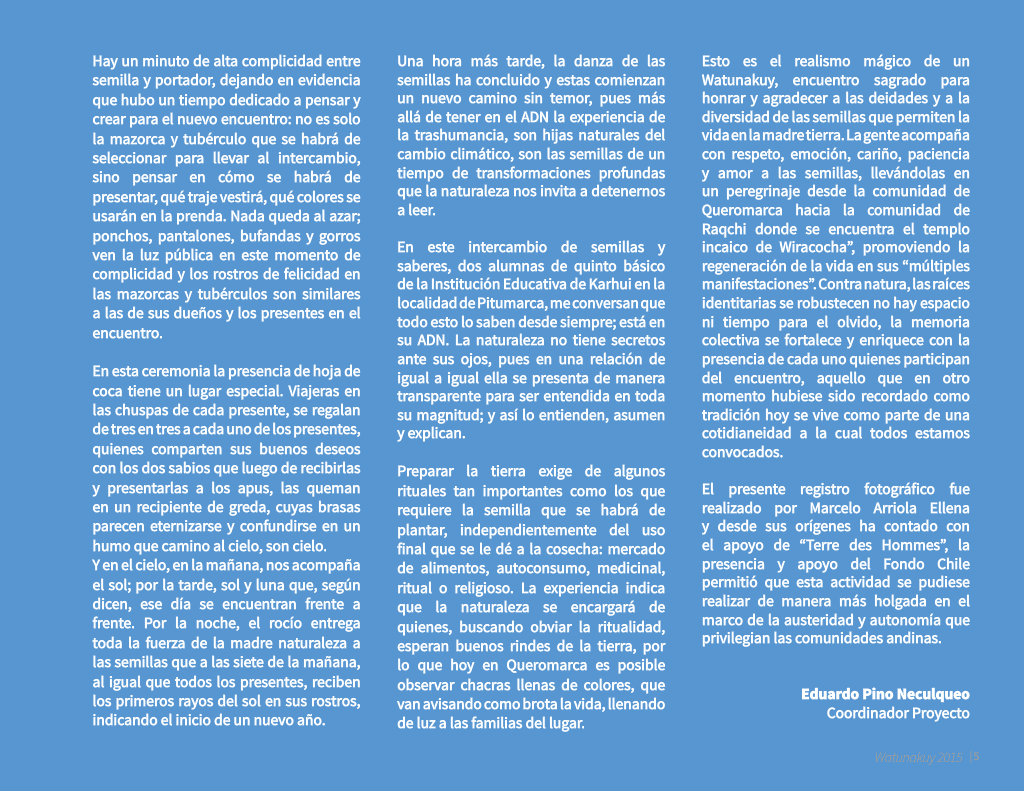 Hay un minuto de alta complicidad entre
semilla y portador, dejando en evidencia
que hubo un tiempo dedicado a pensar y
crear para el nuevo encuentro: no es solo
la mazorca y tubérculo que se habrá de
seleccionar para llevar al intercambio,
sino pensar en cómo se habrá de
presentar, qué traje vestirá, qué colores se
usarán en la prenda. Nada queda al azar;
ponchos, pantalones, bufandas y gorros
ven la luz pública en este momento de
complicidad y los rostros de felicidad en
las mazorcas y tubérculos son similares
a las de sus dueños y los presentes en el
encuentro.
En esta ceremonia la presencia de hoja de
coca tiene un lugar especial. Viajeras en
las chuspas de cada presente, se regalan
de tres en tres a cada uno de los presentes,
quienes comparten sus buenos deseos
con los dos sabios que luego de recibirlas
y presentarlas a los apus, las queman
en un recipiente de greda, cuyas brasas
parecen eternizarse y confundirse en un
humo que camino al cielo, son cielo.
Y en el cielo, en la mañana, nos acompaña
el sol; por la tarde, sol y luna que, según
dicen, ese día se encuentran frente a
frente. Por la noche, el rocío entrega
toda la fuerza de la madre naturaleza a
las semillas que a las siete de la mañana,
al igual que todos los presentes, reciben
los primeros rayos del sol en sus rostros,
indicando el inicio de un nuevo año.
Una hora más tarde, la danza de las
semillas ha concluido y estas comienzan
un nuevo camino sin temor, pues más
allá de tener en el ADN la experiencia de
la trashumancia, son hijas naturales del
cambio climático, son las semillas de un
tiempo de transformaciones profundas
que la naturaleza nos invita a detenernos
a leer.
En este intercambio de semillas y
saberes, dos alumnas de quinto básico
de la Institución Educativa de Karhui en la
localidad de Pitumarca, me conversan que
todo esto lo saben desde siempre; está en
su ADN. La naturaleza no tiene secretos
ante sus ojos, pues en una relación de
igual a igual ella se presenta de manera
transparente para ser entendida en toda
su magnitud; y así lo entienden, asumen
y explican.
Preparar la tierra exige de algunos
rituales tan importantes como los que
requiere la semilla que se habrá de
plantar, independientemente del uso
final que se le dé a la cosecha: mercado
de alimentos, autoconsumo, medicinal,
ritual o religioso. La experiencia indica
que la naturaleza se encargará de
quienes, buscando obviar la ritualidad,
esperan buenos rindes de la tierra, por
lo que hoy en Queromarca es posible
observar chacras llenas de colores, que
van avisando como brota la vida, llenando
de luz a las familias del lugar.
Esto es el realismo mágico de un
Watunakuy, encuentro sagrado para
honrar y agradecer a las deidades y a la
diversidad de las semillas que permiten la
vida en la madre tierra. La gente acompaña
con respeto, emoción, cariño, paciencia
y amor a las semillas, llevándolas en
un peregrinaje desde la comunidad de
Queromarca hacia la comunidad de
Raqchi donde se encuentra el templo
incaico de Wiracocha”, promoviendo la
regeneración de la vida en sus “múltiples
manifestaciones”. Contra natura, las raíces
identitarias se robustecen no hay espacio
ni tiempo para el olvido, la memoria
colectiva se fortalece y enriquece con la
presencia de cada uno quienes participan
del encuentro, aquello que en otro
momento hubiese sido recordado como
tradición hoy se vive como parte de una
cotidianeidad a la cual todos estamos
convocados.
El presente registro fotográfico fue
realizado por Marcelo Arriola Ellena
y desde sus orígenes ha contado con
el apoyo de “Terre des Hommes”, la
presencia y apoyo del Fondo Chile
permitió que esta actividad se pudiese
realizar de manera más holgada en el
marco de la austeridad y autonomía que
privilegian las comunidades andinas.
Eduardo Pino Neculqueo
Coordinador Proyecto
Watunakuy 2015 |5